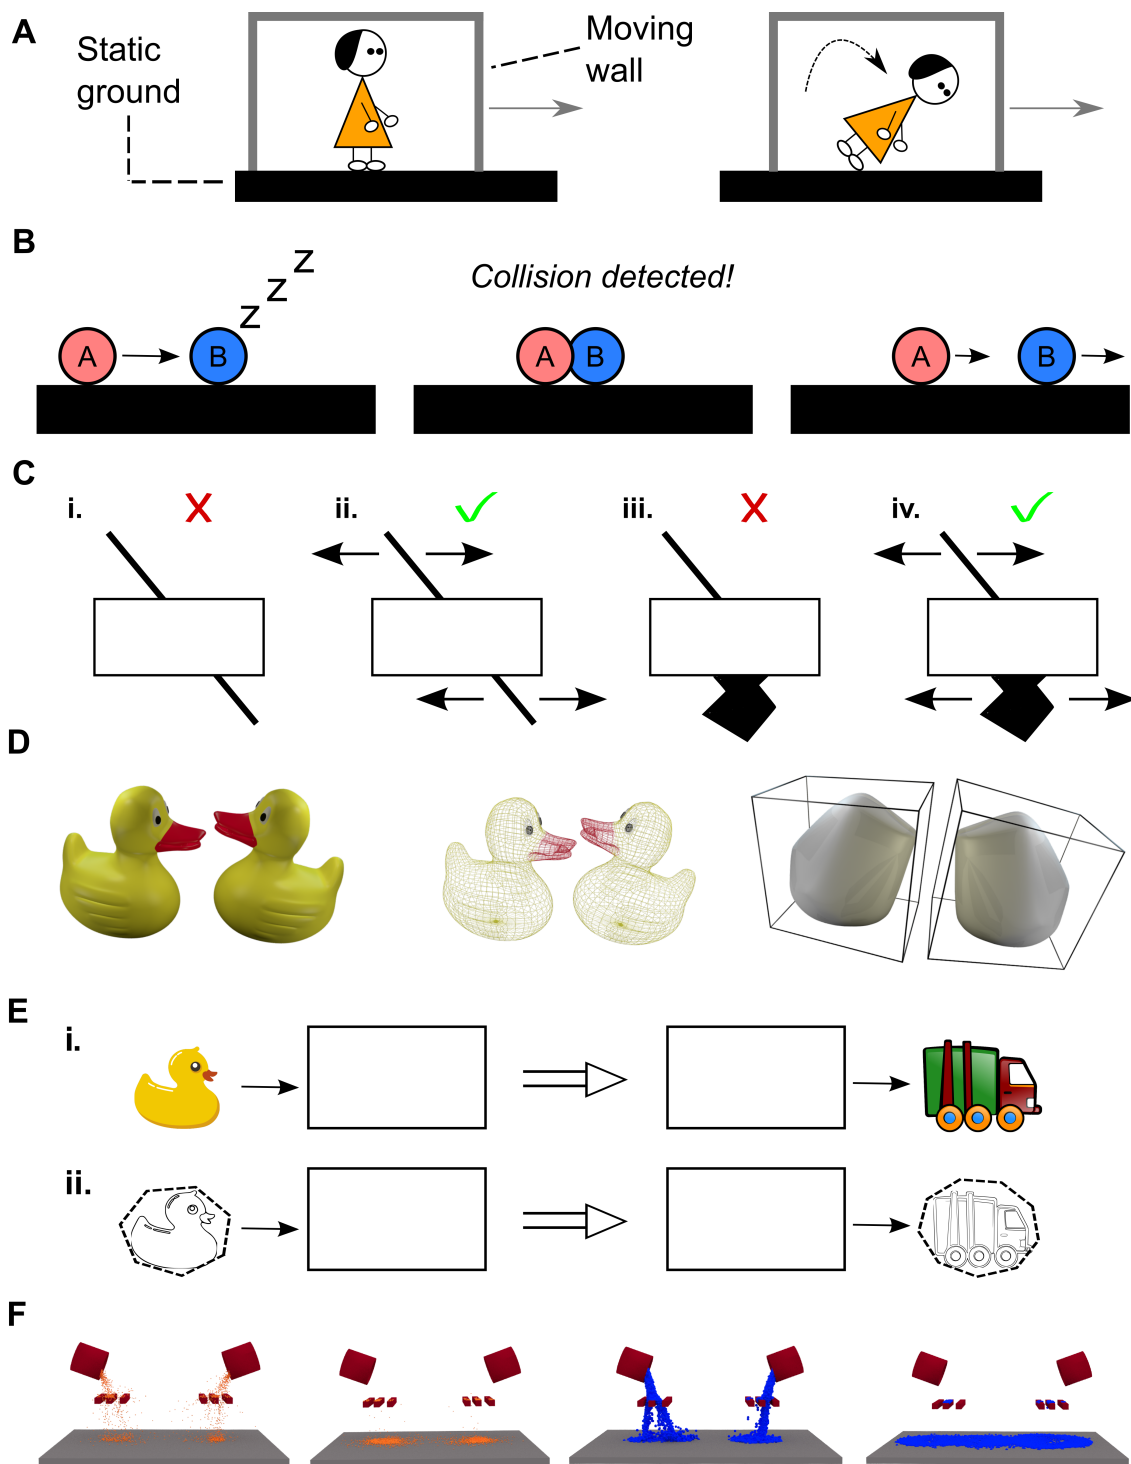 A
Static
ground
Moving
wall
B
z
z
z
Collision detected!
A
B
A
B
A
B
C
i.
X
ii.
✓
iii.
X
iv.
✓
D
E
i.
ii.
F